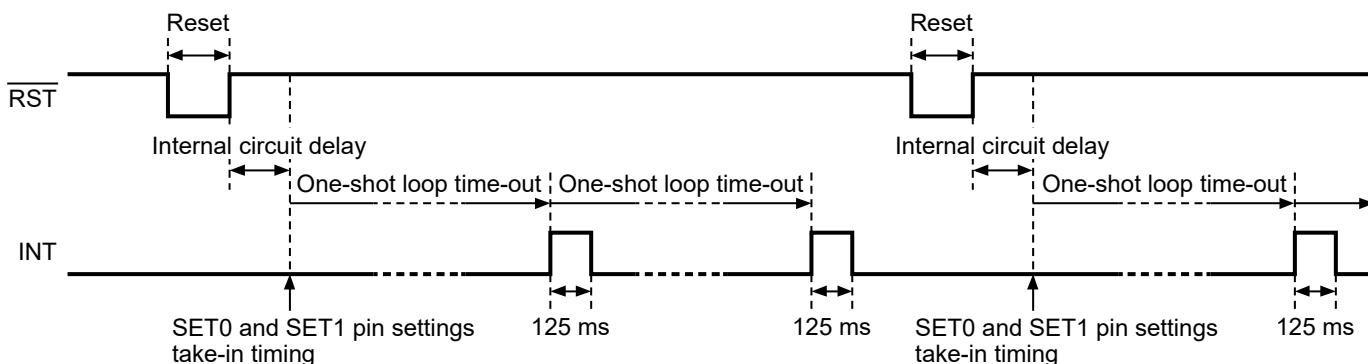 Reset
Reset
RST
Internal circuit delay
Internal circuit delay
One-shot loop time-out
One-shot loop time-out
One-shot loop time-out
INT
SET0 and SET1 pin settings
take-in timing
125 ms
125 ms
SET0 and SET1 pin settings
take-in timing
125 ms